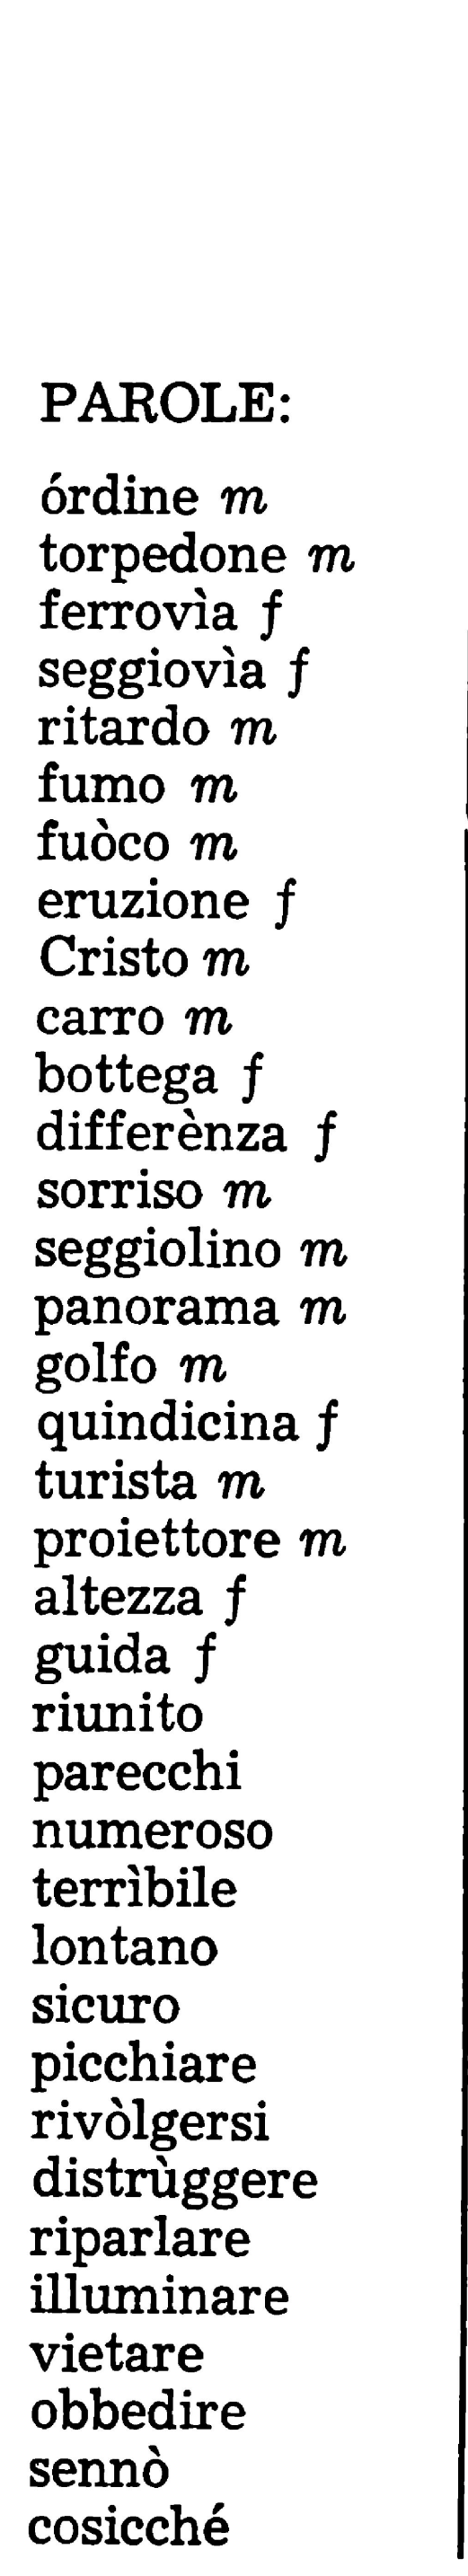 PAROLE:
órdine m
torpedone m
ferrovìa f
seggiovìa f
ritardo m
fumo m
fuòco m
eruzione f
Cristo m
carro m
bottega f
differènza f
sorriso m
seggiolino m
panorama m
golfo m
quindicina f
turista m
proiettore m
altezza f
guida f
riunito
parecchi
numeroso
terrìbile
lontano
sicuro
picchiare
rivòlgersi
distrùggere
riparlare
illuminare
vietare
obbedire
sennò
cosicché